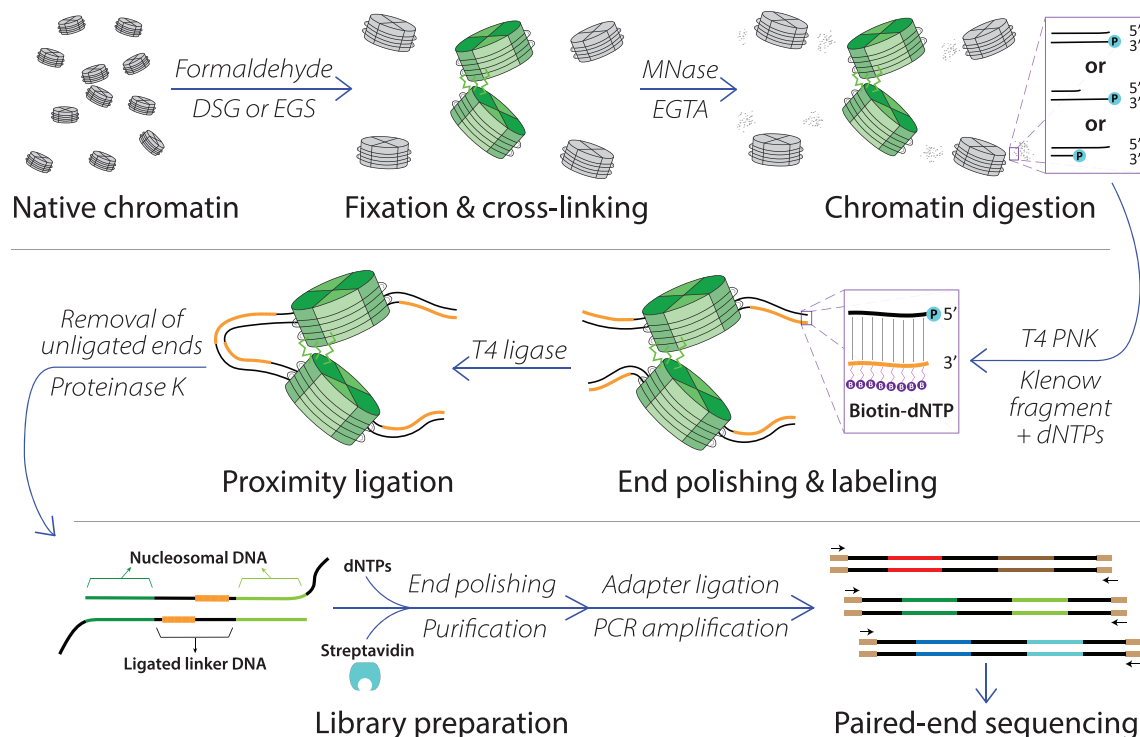 Formaldehyde
DSG or EGS
MNase
EGTA
5’
P
3’
or
5’
P
3’
or
5’
P
3’
Native chromatin
Fixation & cross-linking
Chromatin digestion
Removal of
unligated ends
Proteinase K
T4 ligase
P
5’
3’
B B B B B B B B
Biotin-dNTP
T4 PNK
Klenow
fragment
+ dNTPs
Proximity ligation
End polishing & labeling
Nucleosomal DNA
Ligated linker DNA
dNTPs
Streptavidin
End polishing
Purification
Adapter ligation
PCR amplification
Library preparation
Paired-end sequencing